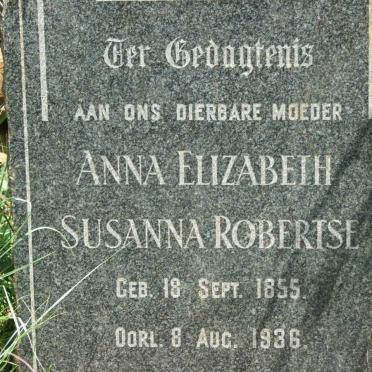 Ter Gedagtenis
AAN ONS DIERBARE MOEDER
ANNA ELIZABETH
SUSANNA ROBERTSE
GEB. 18 SEPT. 1855.
OORL. 8 AUG. 1936.